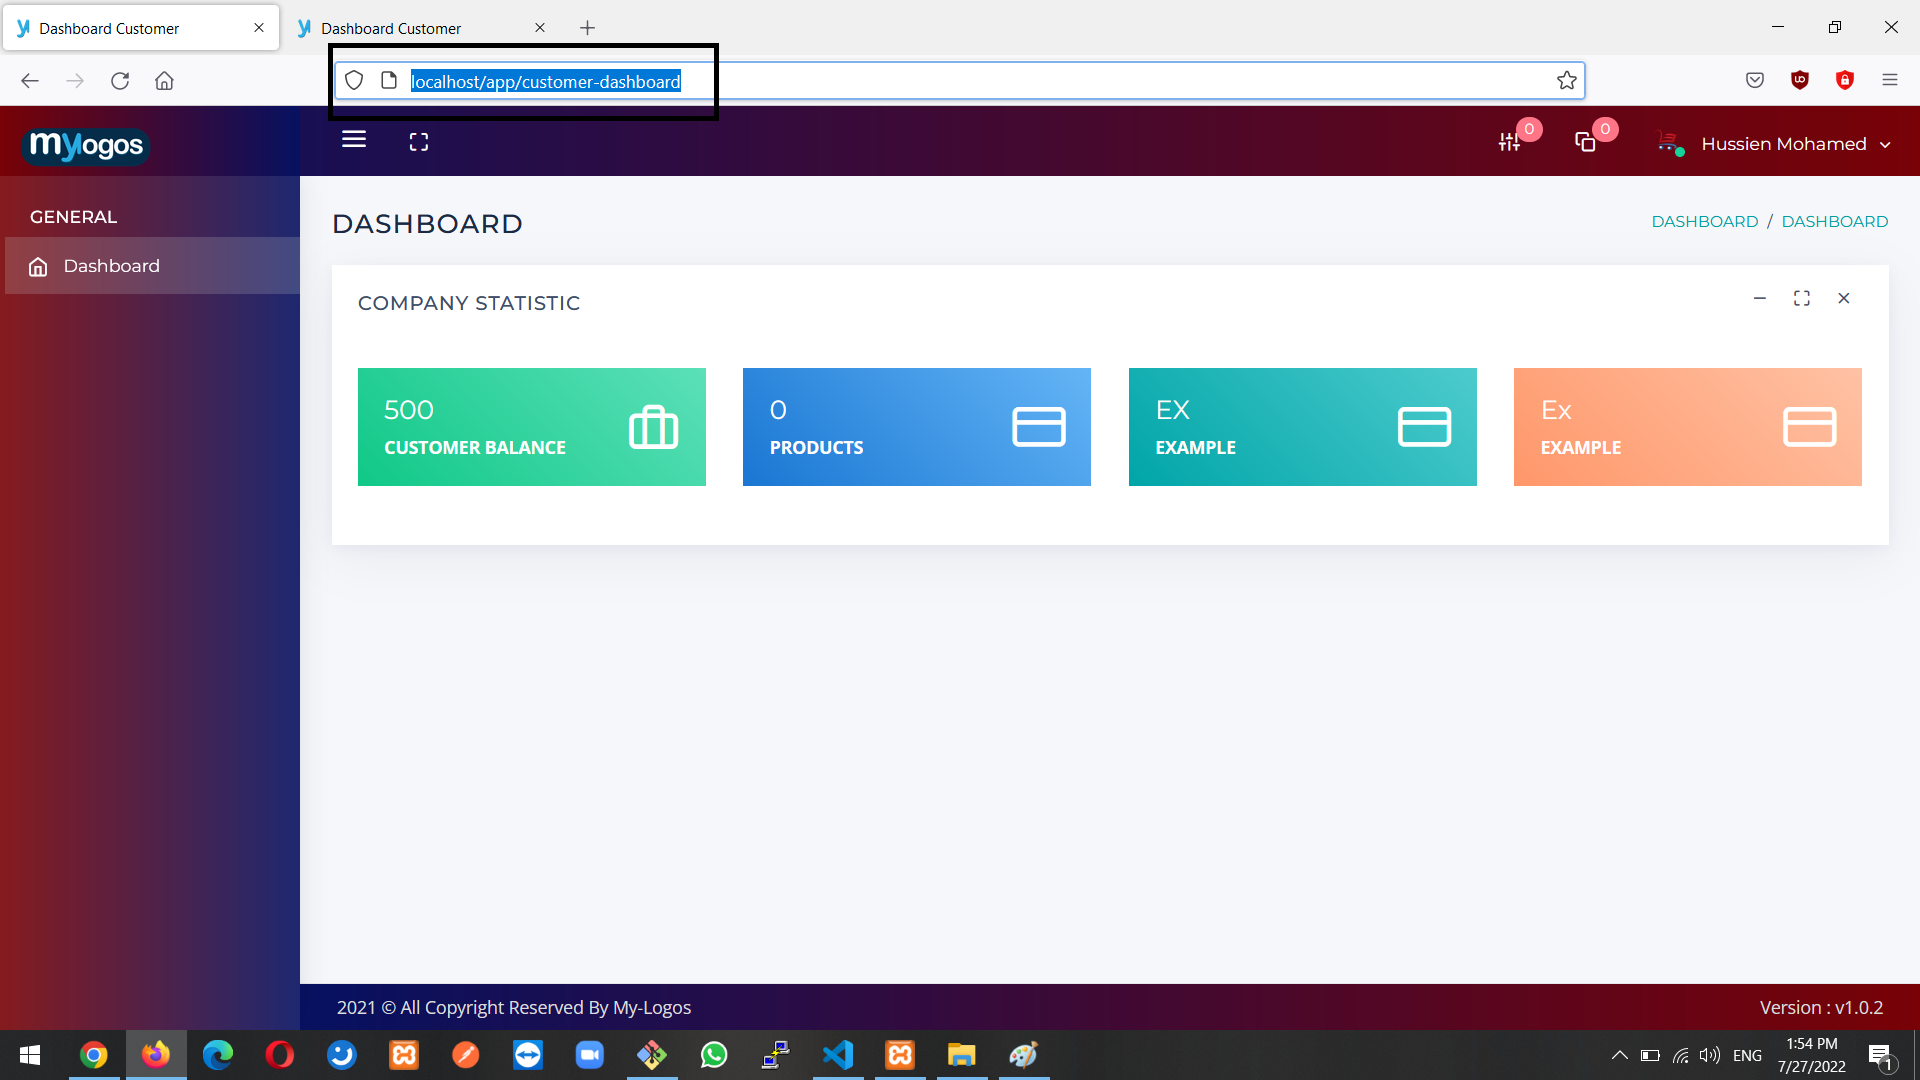 Dashboard Customer
Dashboard Customer
localhost/app/customer-dashboard
mylogos
0
0
Hussien Mohamed
GENERAL
Dashboard
DASHBOARD
DASHBOARD / DASHBOARD
COMPANY STATISTIC
500
CUSTOMER BALANCE
0
PRODUCTS
EX
EXAMPLE
Ex
EXAMPLE
2021 © All Copyright Reserved By My-Logos
Version : v1.0.2
ENG
1:54 PM
7/27/2022
1